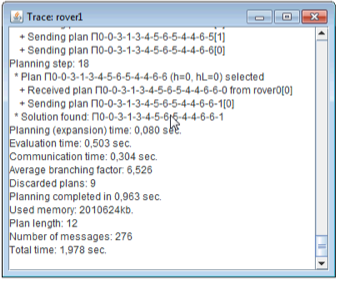 Trace: rover1
+ Sending plan Π0-0-3-1-3-4-5-6-5-4-4-6-5[1]
+ Sending plan Π0-0-3-1-3-4-5-6-5-4-4-6-6[0]
Planning step: 18
* Plan Π0-0-3-1-3-4-5-6-5-4-4-6-6 (h=0, hL=0) selected
+ Received plan Π0-0-3-1-3-4-5-6-5-4-4-6-6-0 from rover0[0]
+ Sending plan Π0-0-3-1-3-4-5-6-5-4-4-6-6-1[0]
* Solution found: Π0-0-3-1-3-4-5-6-5-4-4-6-6-1
Planning (expansion) time: 0,080 sec.
Evaluation time: 0,503 sec.
Communication time: 0,304 sec.
Average branching factor: 6,526
Discarded plans: 9
Planning completed in 0,963 sec.
Used memory: 2010624kb.
Plan length: 12
Number of messages: 276
Total time: 1,978 sec.